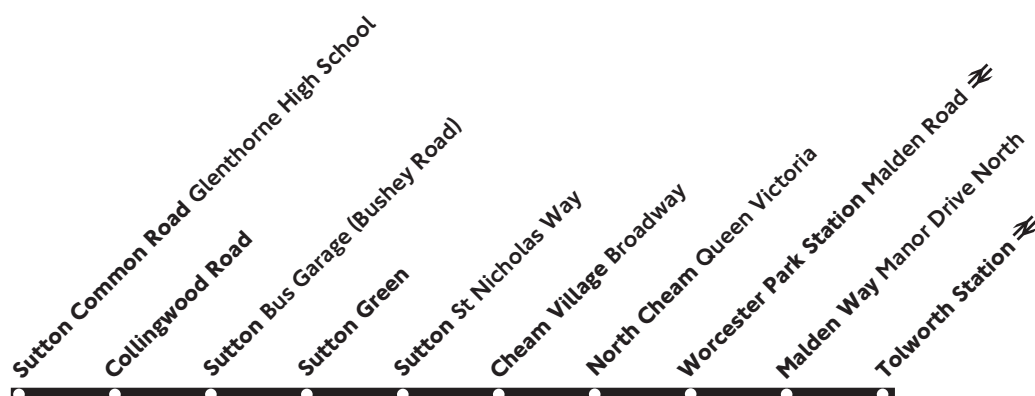 Sutton Common Road Glenthorne High School
Collingwood Road
Sutton Bus Garage (Bushey Road)
Sutton Green
Sutton St Nicholas Way
Cheam Village Broadway
North Cheam Queen Victoria
Worcester Park Station Malden Road
Malden Way Manor Drive North
Tolworth Station